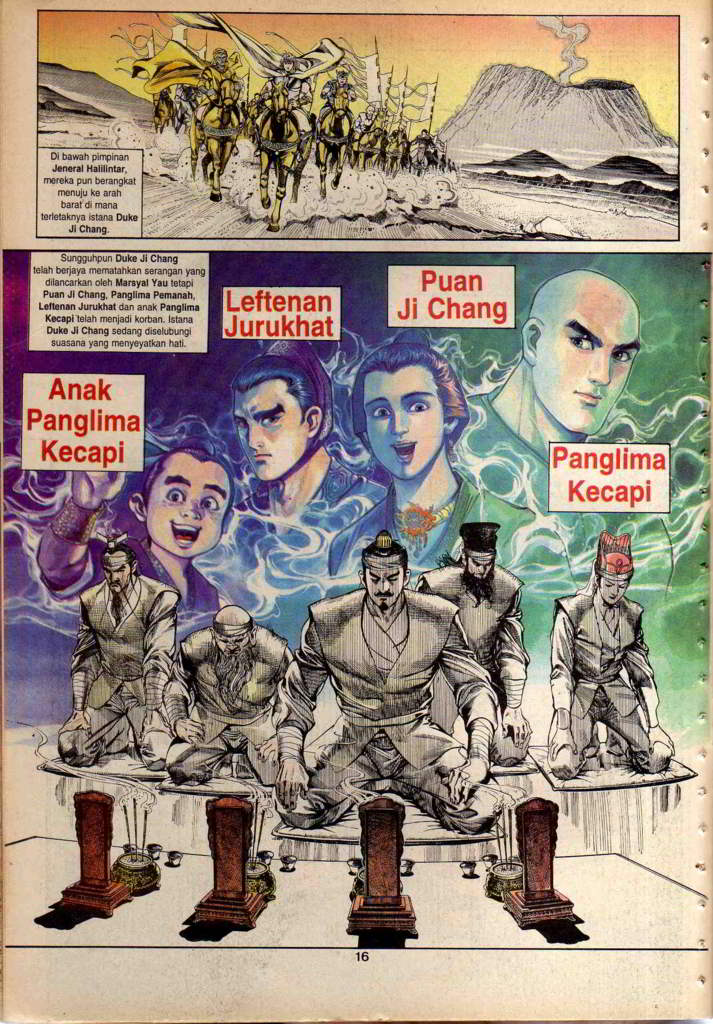 Di bawah pimpinan
Jeneral Halilintar,
mereka pun berangkat
menuju ke arah
barat di mana
terletaknya istana Duke
Ji Chang.
Sungguhpun Duke Ji Chang
telah berjaya mematahkan serangan yang
dilancarkan oleh Marsyal Yau tetapi
Puan Ji Chang, Panglima Pemanah,
Leftenan Jurukhat dan anak Panglima
Kecapi telah menjadi korban. Istana
Duke Ji Chang sedang diselubungi
suasana yang menyeyatkan hati.
Leftenan
Jurukhat
Puan
Ji Chang
Anak
Panglima
Kecapi
Panglima
Kecapi
16